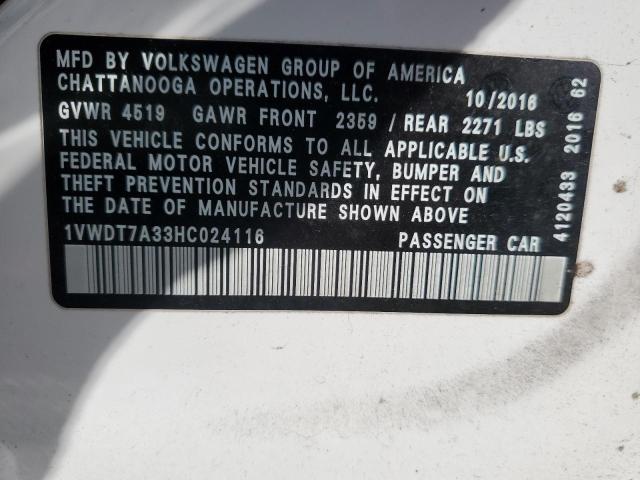 MFD BY VOLKSWAGEN GROUP OF AMERICA
CHATTANOOGA OPERATIONS, LLC. 10/2016
GVWR 4519 GAWR FRONT 2359 / REAR 2271 LBS
THIS VEHICLE CONFORMS TO ALL APPLICABLE U.S.
FEDERAL MOTOR VEHICLE SAFETY, BUMPER AND
THEFT PREVENTION STANDARDS IN EFFECT ON
THE DATE OF MANUFACTURE SHOWN ABOVE
1VWDT7A33HC024116 PASSENGER CAR
4120433 2016 62